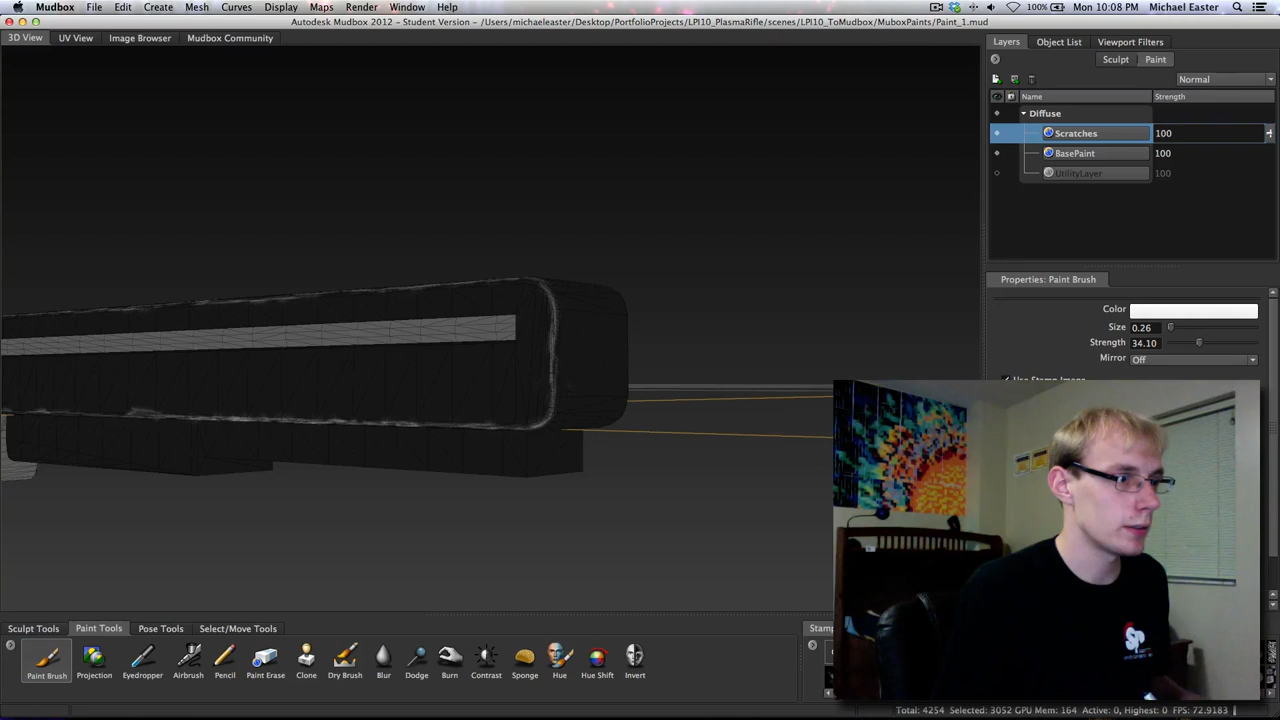 Mudbox File Edit Create Mesh Curves Display Maps Render Window Help 100% Mon 10:08 PM Michael Easter
Autodesk Mudbox 2012 - Student Version - /Users/michaeleaster/Desktop/PortfolioProjects/LPI10_PlasmaRifle/scenes/LPI10_ToMudbox/MuboxPaints/Paint_1.mud
3D View UV View Image Browser Mudbox Community
Layers Object List Viewport Filters
Sculpt Paint
Normal
Name Strength
Diffuse
Scratches 100
BasePaint 100
UtilityLayer 100
Properties: Paint Brush
Color
Size 0.26
Strength 34.10
Mirror Off
Use Stamp Image
Sculpt Tools Paint Tools Pose Tools Select/Move Tools
Stamp
Paint Brush Projection Eyedropper Airbrush Pencil Paint Erase Clone Dry Brush Blur Dodge Burn Contrast Sponge Hue Hue Shift Invert
SP
Total: 4254 Selected: 3052 GPU Mem: 164 Active: 0, Highest: 0 FPS: 72.9183